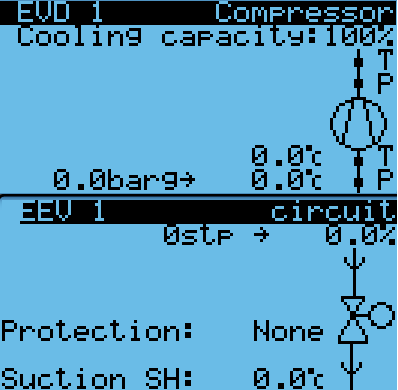 EVD 1 Compressor
Cooling capacity:100%
T
P
0.0°c T
0.0barg→ 0.0°c P
EEV 1 circuit
0stp → 0.0%
Protection: None
Suction SH: 0.0°c